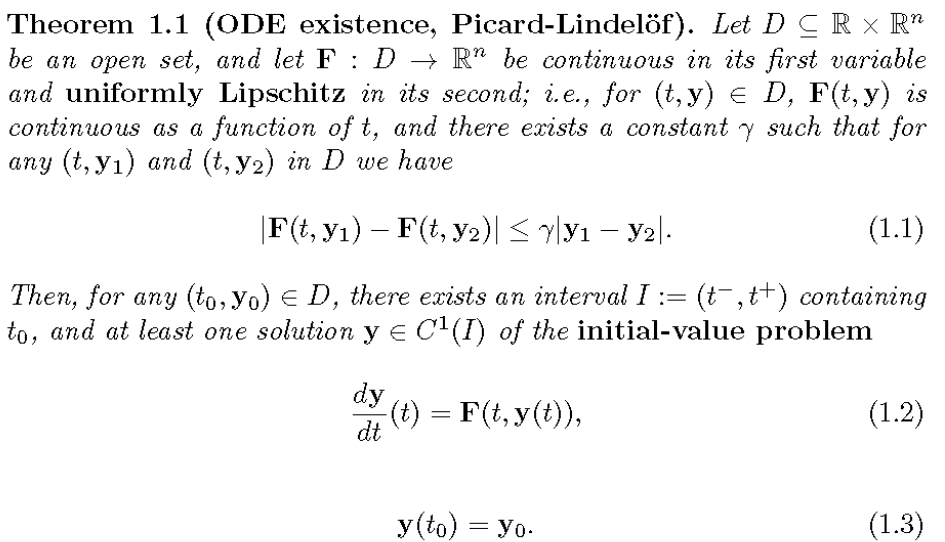 Theorem 1.1 (ODE existence, Picard-Lindelöf). Let D ⊆ ℝ × ℝⁿ
be an open set, and let F : D → ℝⁿ be continuous in its first variable
and uniformly Lipschitz in its second; i.e., for (t, y) ∈ D, F(t, y) is
continuous as a function of t, and there exists a constant γ such that for
any (t, y₁) and (t, y₂) in D we have
|F(t, y₁) − F(t, y₂)| ≤ γ|y₁ − y₂|. (1.1)
Then, for any (t₀, y₀) ∈ D, there exists an interval I := (t⁻, t⁺) containing
t₀, and at least one solution y ∈ C¹(I) of the initial-value problem
dy/dt (t) = F(t, y(t)), (1.2)
y(t₀) = y₀. (1.3)